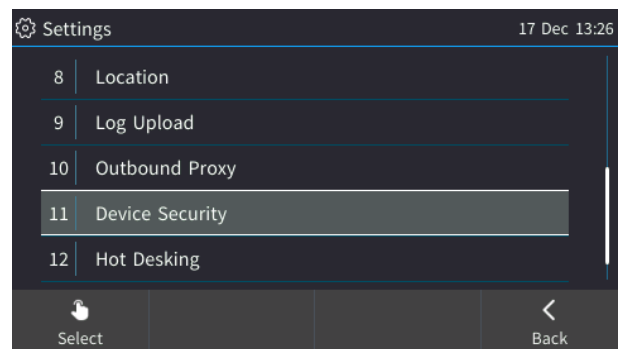 Settings 17 Dec 13:26
8 Location
9 Log Upload
10 Outbound Proxy
11 Device Security
12 Hot Desking
Select Back